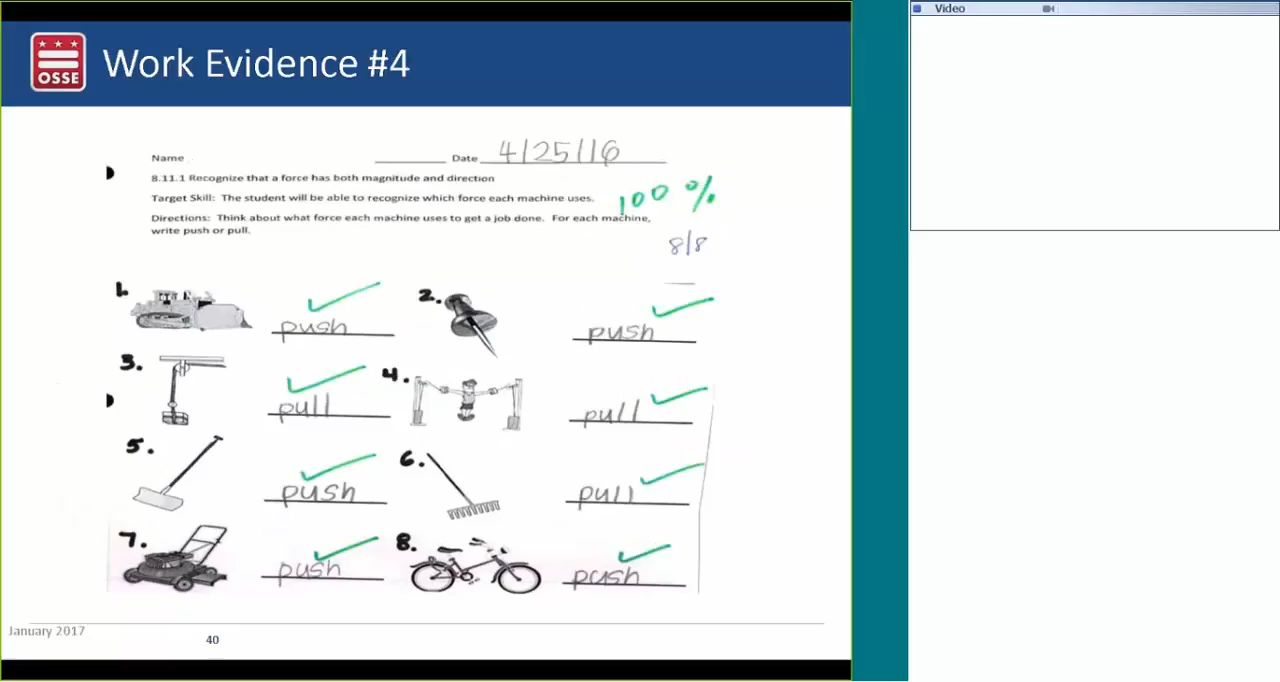 Video
OSSE
Work Evidence #4
Name Date 4/25/16
8.11.1 Recognize that a force has both magnitude and direction
Target Skill: The student will be able to recognize which force each machine uses.
100 %
Directions: Think about what force each machine uses to get a job done. For each machine,
write push or pull.
8/8
1. push 2. push
3. pull 4. pull
5. push 6. pull
7. push 8. push
January 2017
40